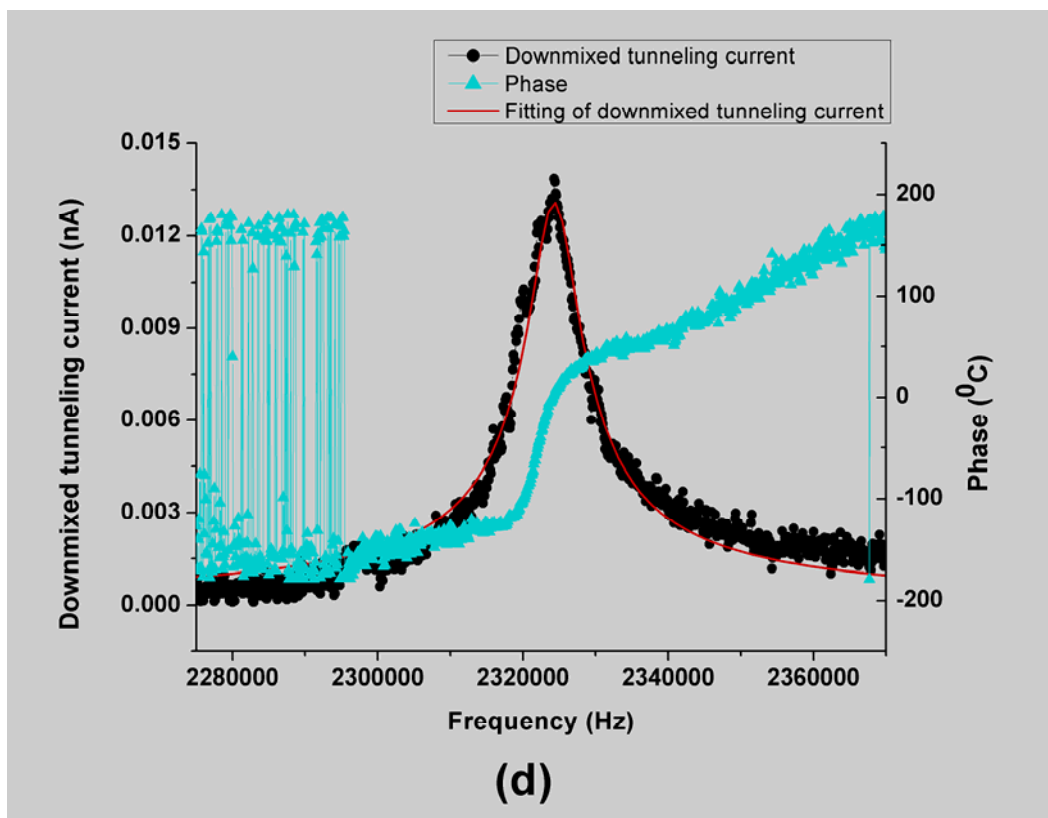 Downmixed tunneling current
Phase
Fitting of downmixed tunneling current
Downmixed tunneling current (nA)
0.015
0.012
0.009
0.006
0.003
0.000
200
100
0
-100
-200
Phase (⁰C)
2280000 2300000 2320000 2340000 2360000
Frequency (Hz)
(d)